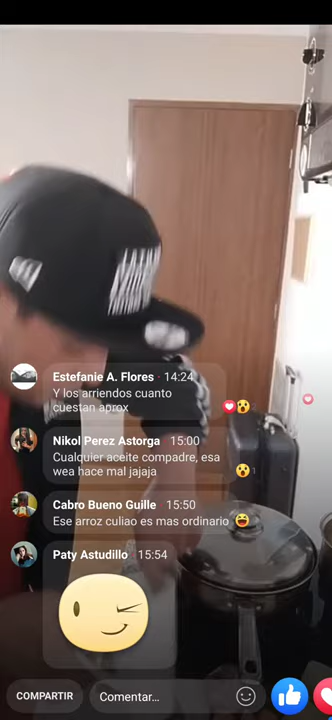 Estefanie A. Flores · 14:24
Y los arriendos cuanto
cuestan aprox
Nikol Perez Astorga 15:00
Cualquier aceite compadre, esa
wea hace mal jajaja
Cabro Bueno Guille 15:50
Ese arroz culiao es mas ordinario
Paty Astudillo 15:54
COMPARTIR
Comentar...